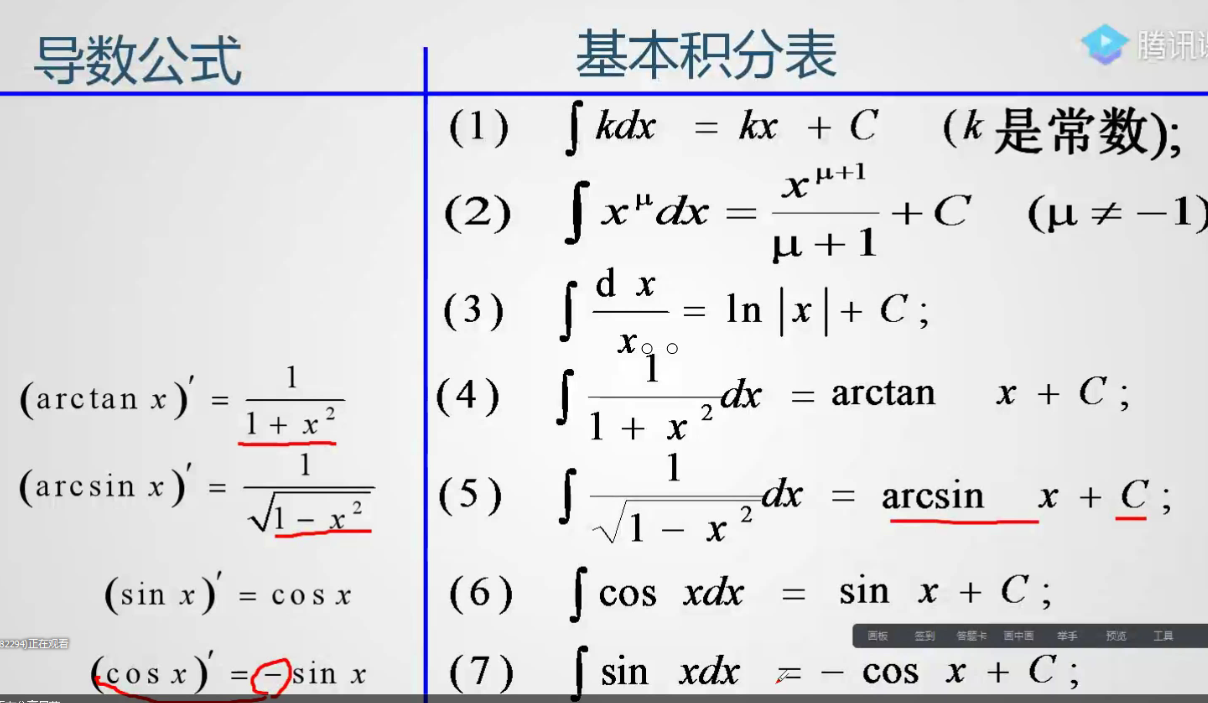 导数公式
基本积分表
腾讯课
(1) ∫ kdx = kx + C (k 是常数);
(2) ∫ x^μ dx = x^(μ+1)/(μ+1) + C (μ ≠ −1)
(3) ∫ d x / x = ln |x| + C ;
(arctan x)′ = 1/(1 + x²)
(4) ∫ 1/(1 + x²) dx = arctan x + C ;
(arcsin x)′ = 1/√(1 − x²)
(5) ∫ 1/√(1 − x²) dx = arcsin x + C ;
(sin x)′ = cos x
(6) ∫ cos xdx = sin x + C ;
画板 签到 答题卡 画中画 举手 预览 工具
82294)正在观看
(cos x)′ = −sin x
(7) ∫ sin xdx = − cos x + C ;